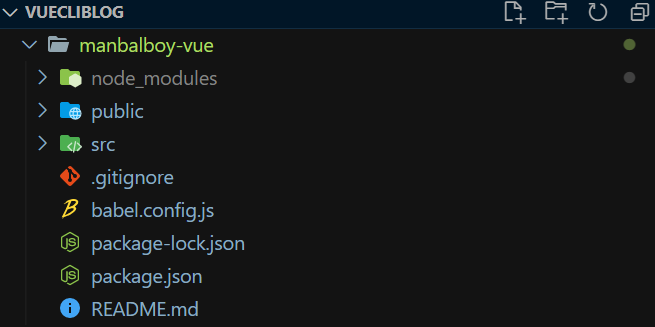 VUECLIBLOG
manbalboy-vue
node_modules
public
src
.gitignore
babel.config.js
package-lock.json
package.json
README.md